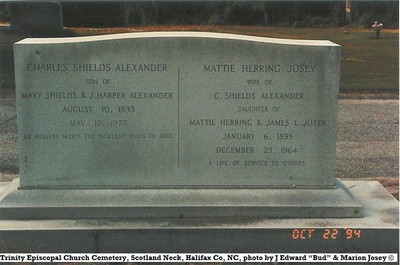 CHARLES SHIELDS ALEXANDER
SON OF
MARY SHIELDS & J. HARPER ALEXANDER
AUGUST 10, 1893
MAY 12, 1977
AN HONEST MAN'S THE NOBLEST WORK OF GOD
MATTIE HERRING JOSEY
WIFE OF
C. SHIELDS ALEXANDER
DAUGHTER OF
MATTIE HERRING & JAMES L. JOSEY
JANUARY 6, 1895
DECEMBER 23, 1964
A LIFE OF SERVICE TO OTHERS
OCT 22 '94
Trinity Episcopal Church Cemetery, Scotland Neck, Halifax Co, NC, photo by J Edward “Bud” & Marion Josey ©